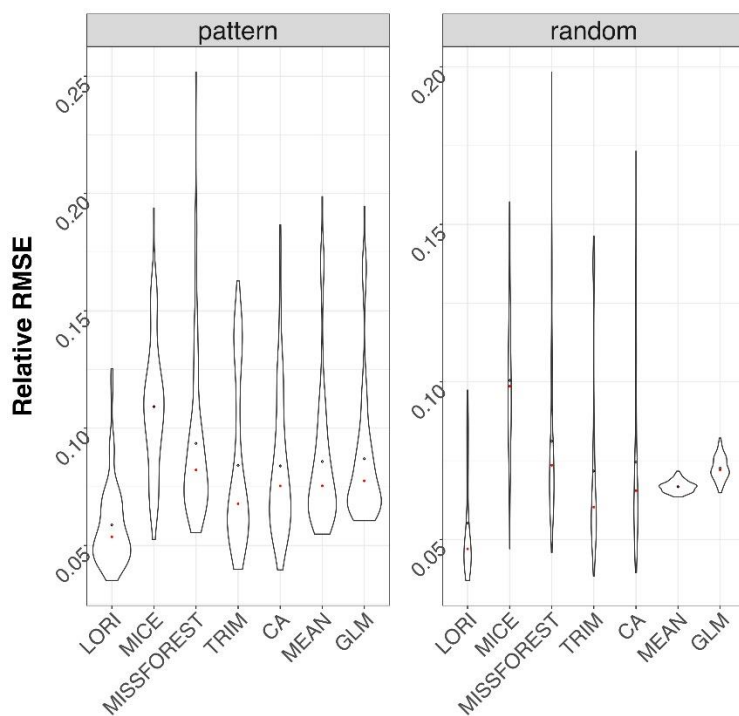 pattern
random
Relative RMSE
0.25
0.20
0.15
0.10
0.05
0.20
0.15
0.10
0.05
LORI
MICE
MISSFOREST
TRIM
CA
MEAN
GLM
LORI
MICE
MISSFOREST
TRIM
CA
MEAN
GLM